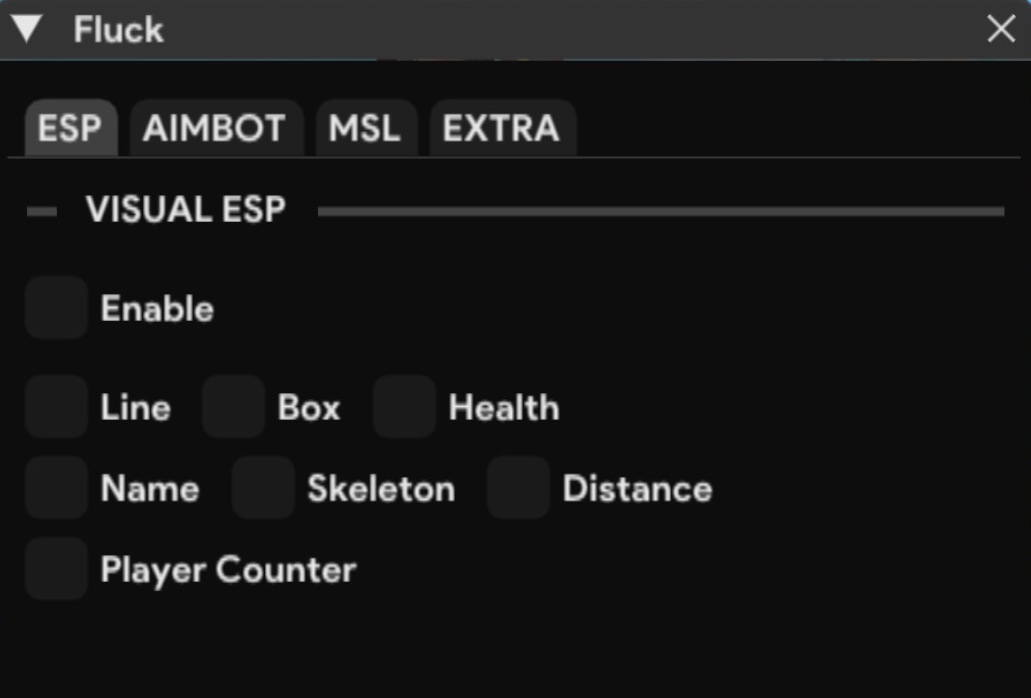 Fluck
ESP AIMBOT MSL EXTRA
VISUAL ESP
Enable
Line Box Health
Name Skeleton Distance
Player Counter